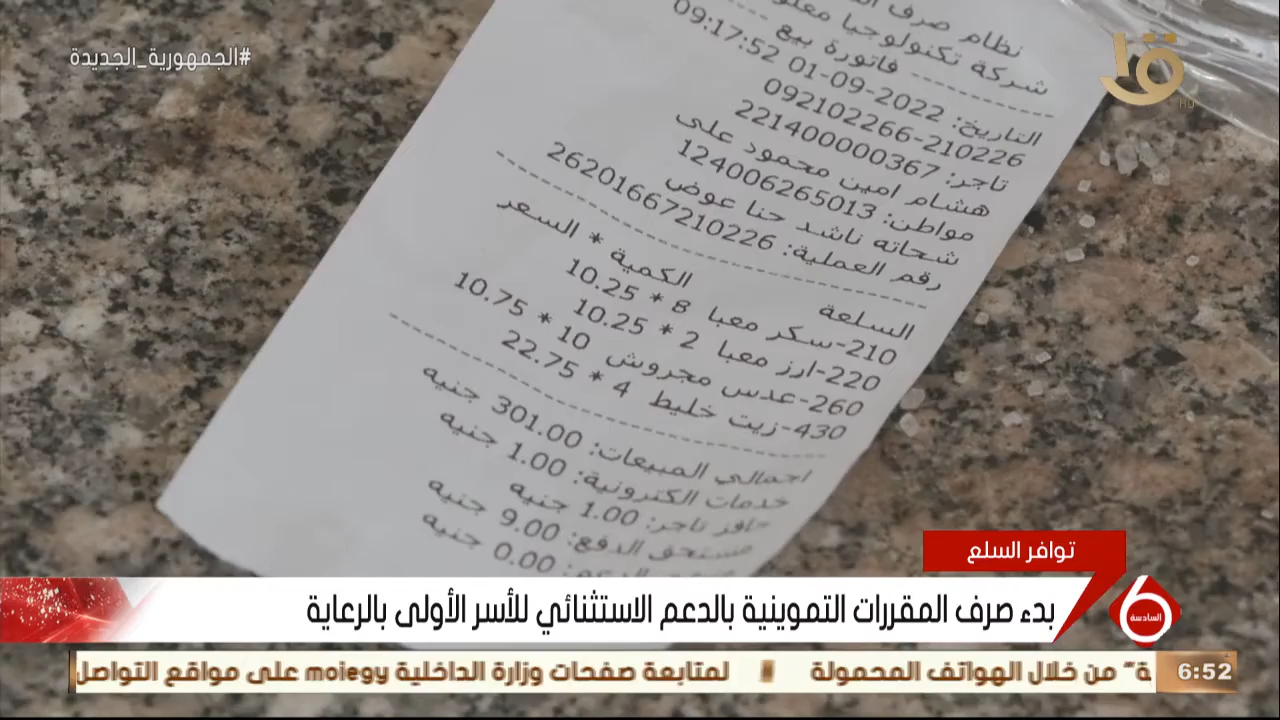 #الجمهورية_الجديدة
نظام صرف
شركة تكنولوجيا
فاتورة بيع
التاريخ: 2022-09-01 09:17:52
092102266-210226
تاجر: 22140000367
هشام امين محمود على
مواطن: 124006265013
شحاته ناشد حنا عوض
رقم العملية: 26201667210226
السلعة الكمية * السعر
210-سكر معبا 8 * 10.25
220-ارز معبا 2 * 10.25
260-عدس مجروش 10 * 10.75
430-زيت خليط 4 * 22.75
اجمالي المبيعات: 301.00 جنيه
خدمات الكترونية: 1.00 جنيه
حافز تاجر: 1.00 جنيه
مستحق الدفع: 9.00 جنيه
0.00 جنيه
توافر السلع
السادسة
بدء صرف المقررات التموينية بالدعم الاستثنائي للأسر الأولى بالرعاية
6:52 ة" من خلال الهواتف المحمولة لمتابعة صفحات وزارة الداخلية moiegy على مواقع التواصل